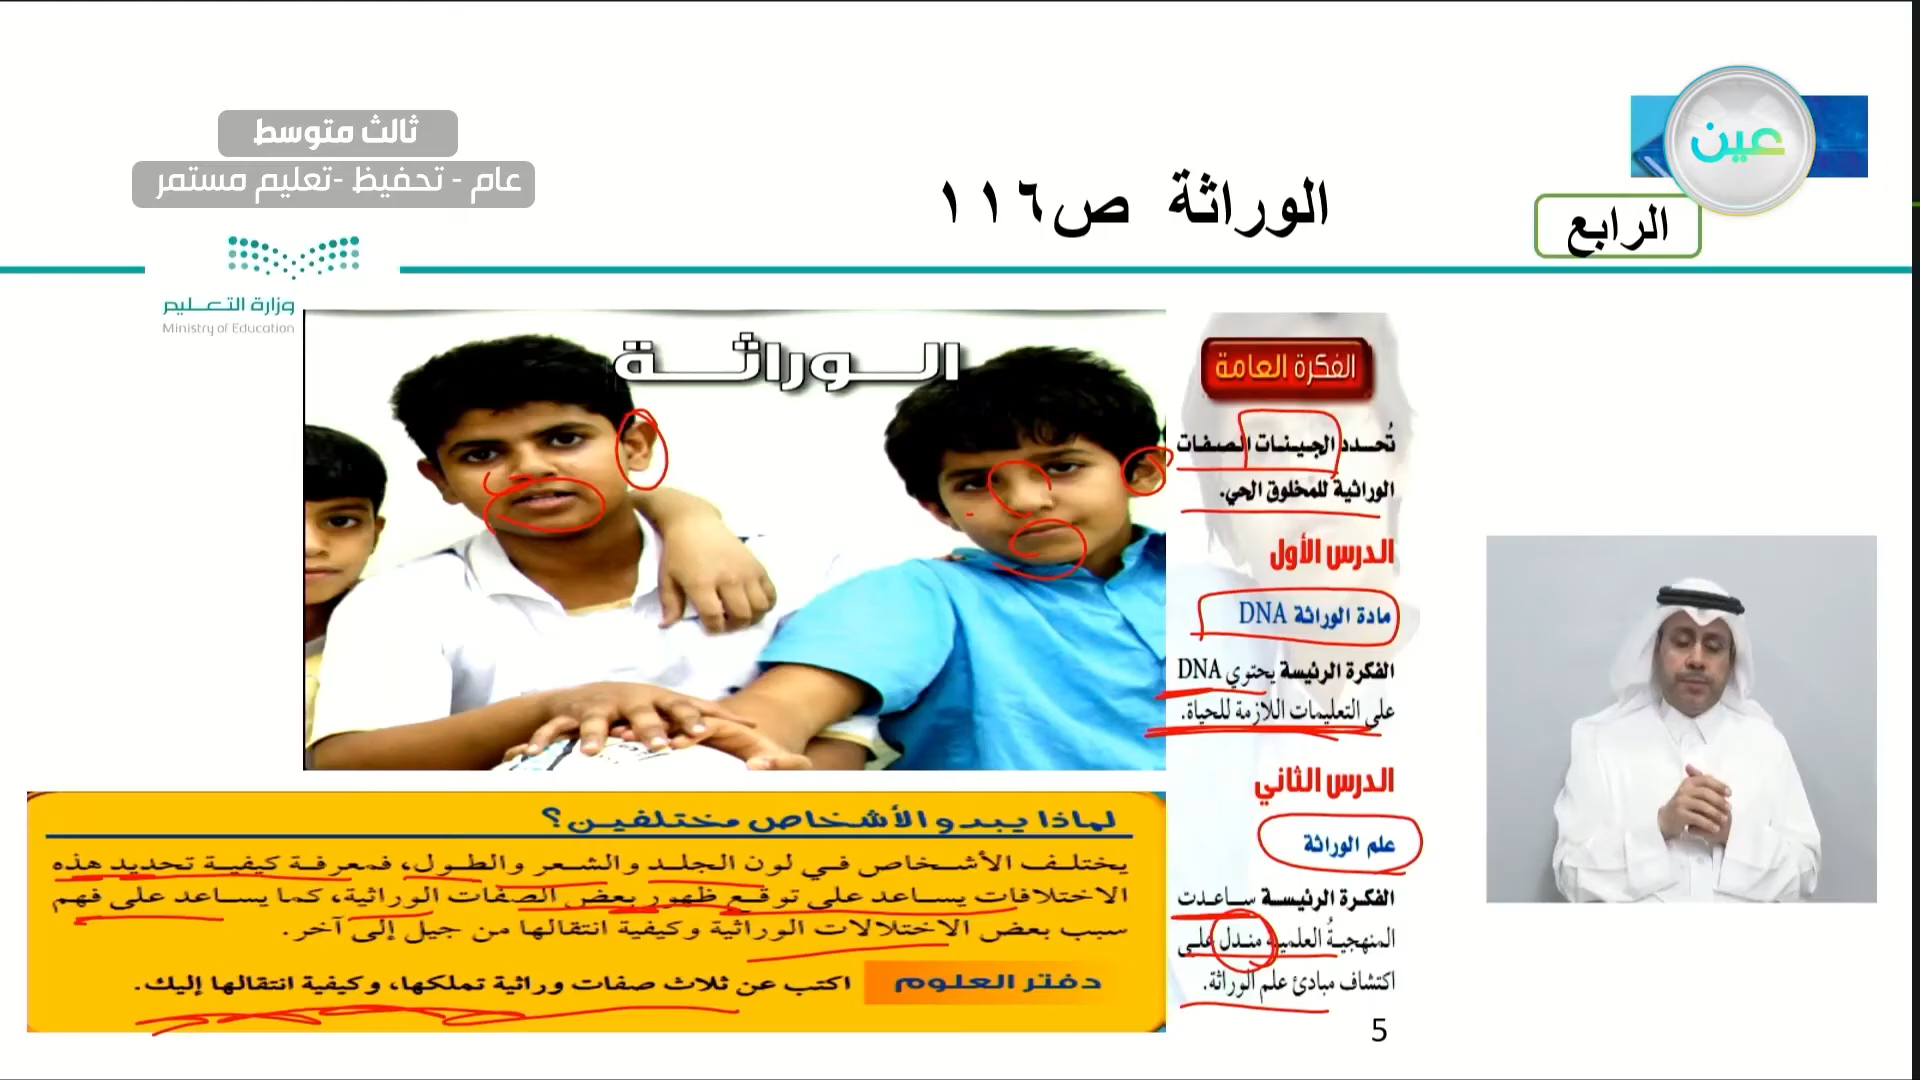 ثالث متوسط
عام - تحفيظ -تعليم مستمر
عين
الرابع
الوراثة ص١١٦
وزارة التعليم
Ministry of Education
الوراثة
الفكرة العامة
تُحدد الجينات الصفات
الوراثية للمخلوق الحي.
الدرس الأول
مادة الوراثة DNA
الفكرة الرئيسة يحتوي DNA
على التعليمات اللازمة للحياة.
الدرس الثاني
علم الوراثة
الفكرة الرئيسة ساعدت
المنهجيةُ العلمية مندل على
اكتشاف مبادئ علم الوراثة.
لماذا يبدو الأشخاص مختلفين؟
يختلف الأشخاص في لون الجلد والشعر والطول، فمعرفة كيفية تحديد هذه
الاختلافات يساعد على توقع ظهور بعض الصفات الوراثية، كما يساعد على فهم
سبب بعض الاختلالات الوراثية وكيفية انتقالها من جيل إلى آخر.
دفتر العلوم اكتب عن ثلاث صفات وراثية تملكها، وكيفية انتقالها إليك.
5